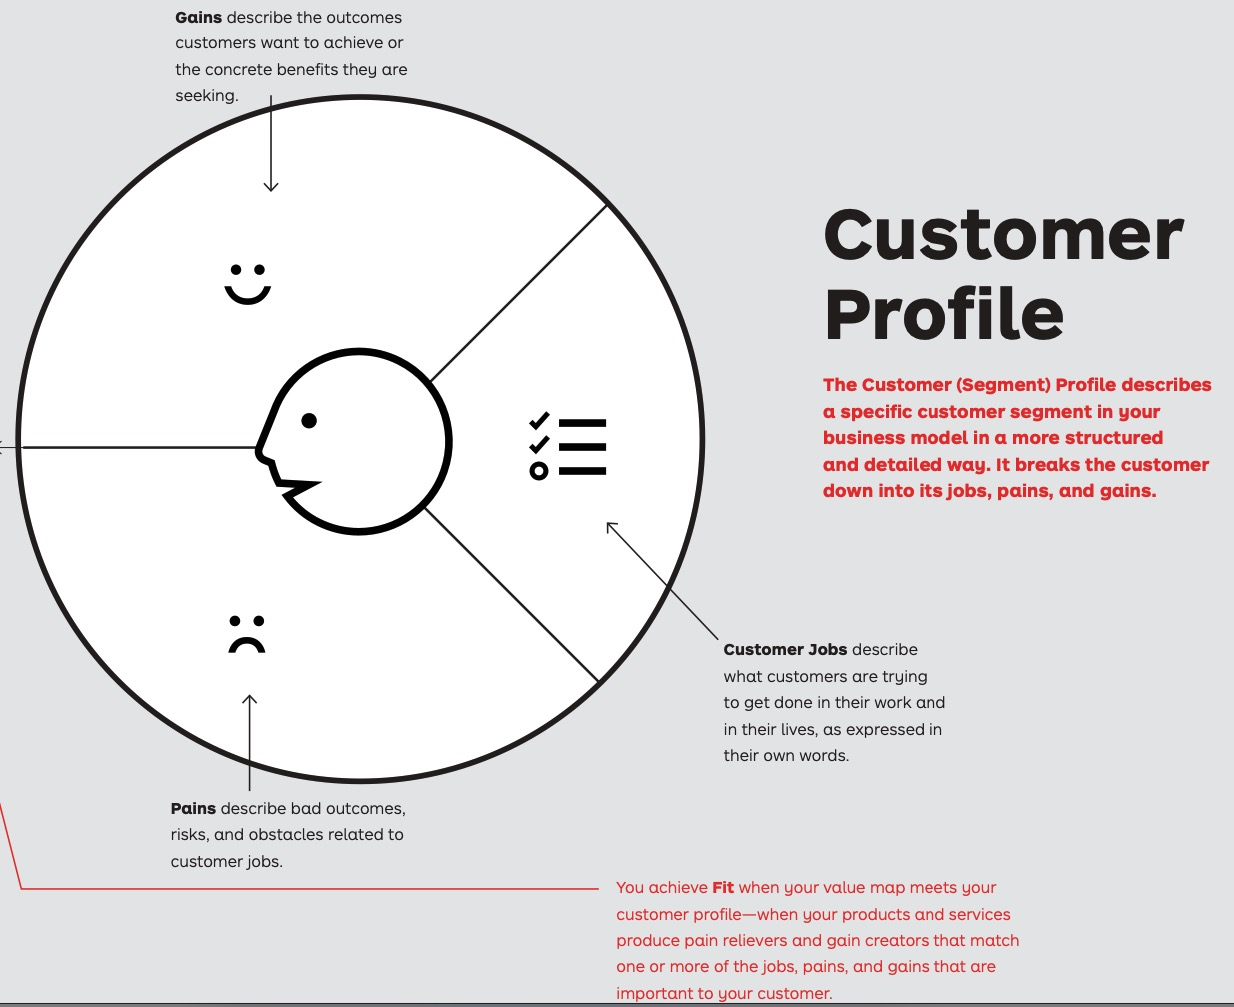 Gains describe the outcomes
customers want to achieve or
the concrete benefits they are
seeking.
Customer
Profile
The Customer (Segment) Profile describes
a specific customer segment in your
business model in a more structured
and detailed way. It breaks the customer
down into its jobs, pains, and gains.
Customer Jobs describe
what customers are trying
to get done in their work and
in their lives, as expressed in
their own words.
Pains describe bad outcomes,
risks, and obstacles related to
customer jobs.
You achieve Fit when your value map meets your
customer profile—when your products and services
produce pain relievers and gain creators that match
one or more of the jobs, pains, and gains that are
important to your customer.